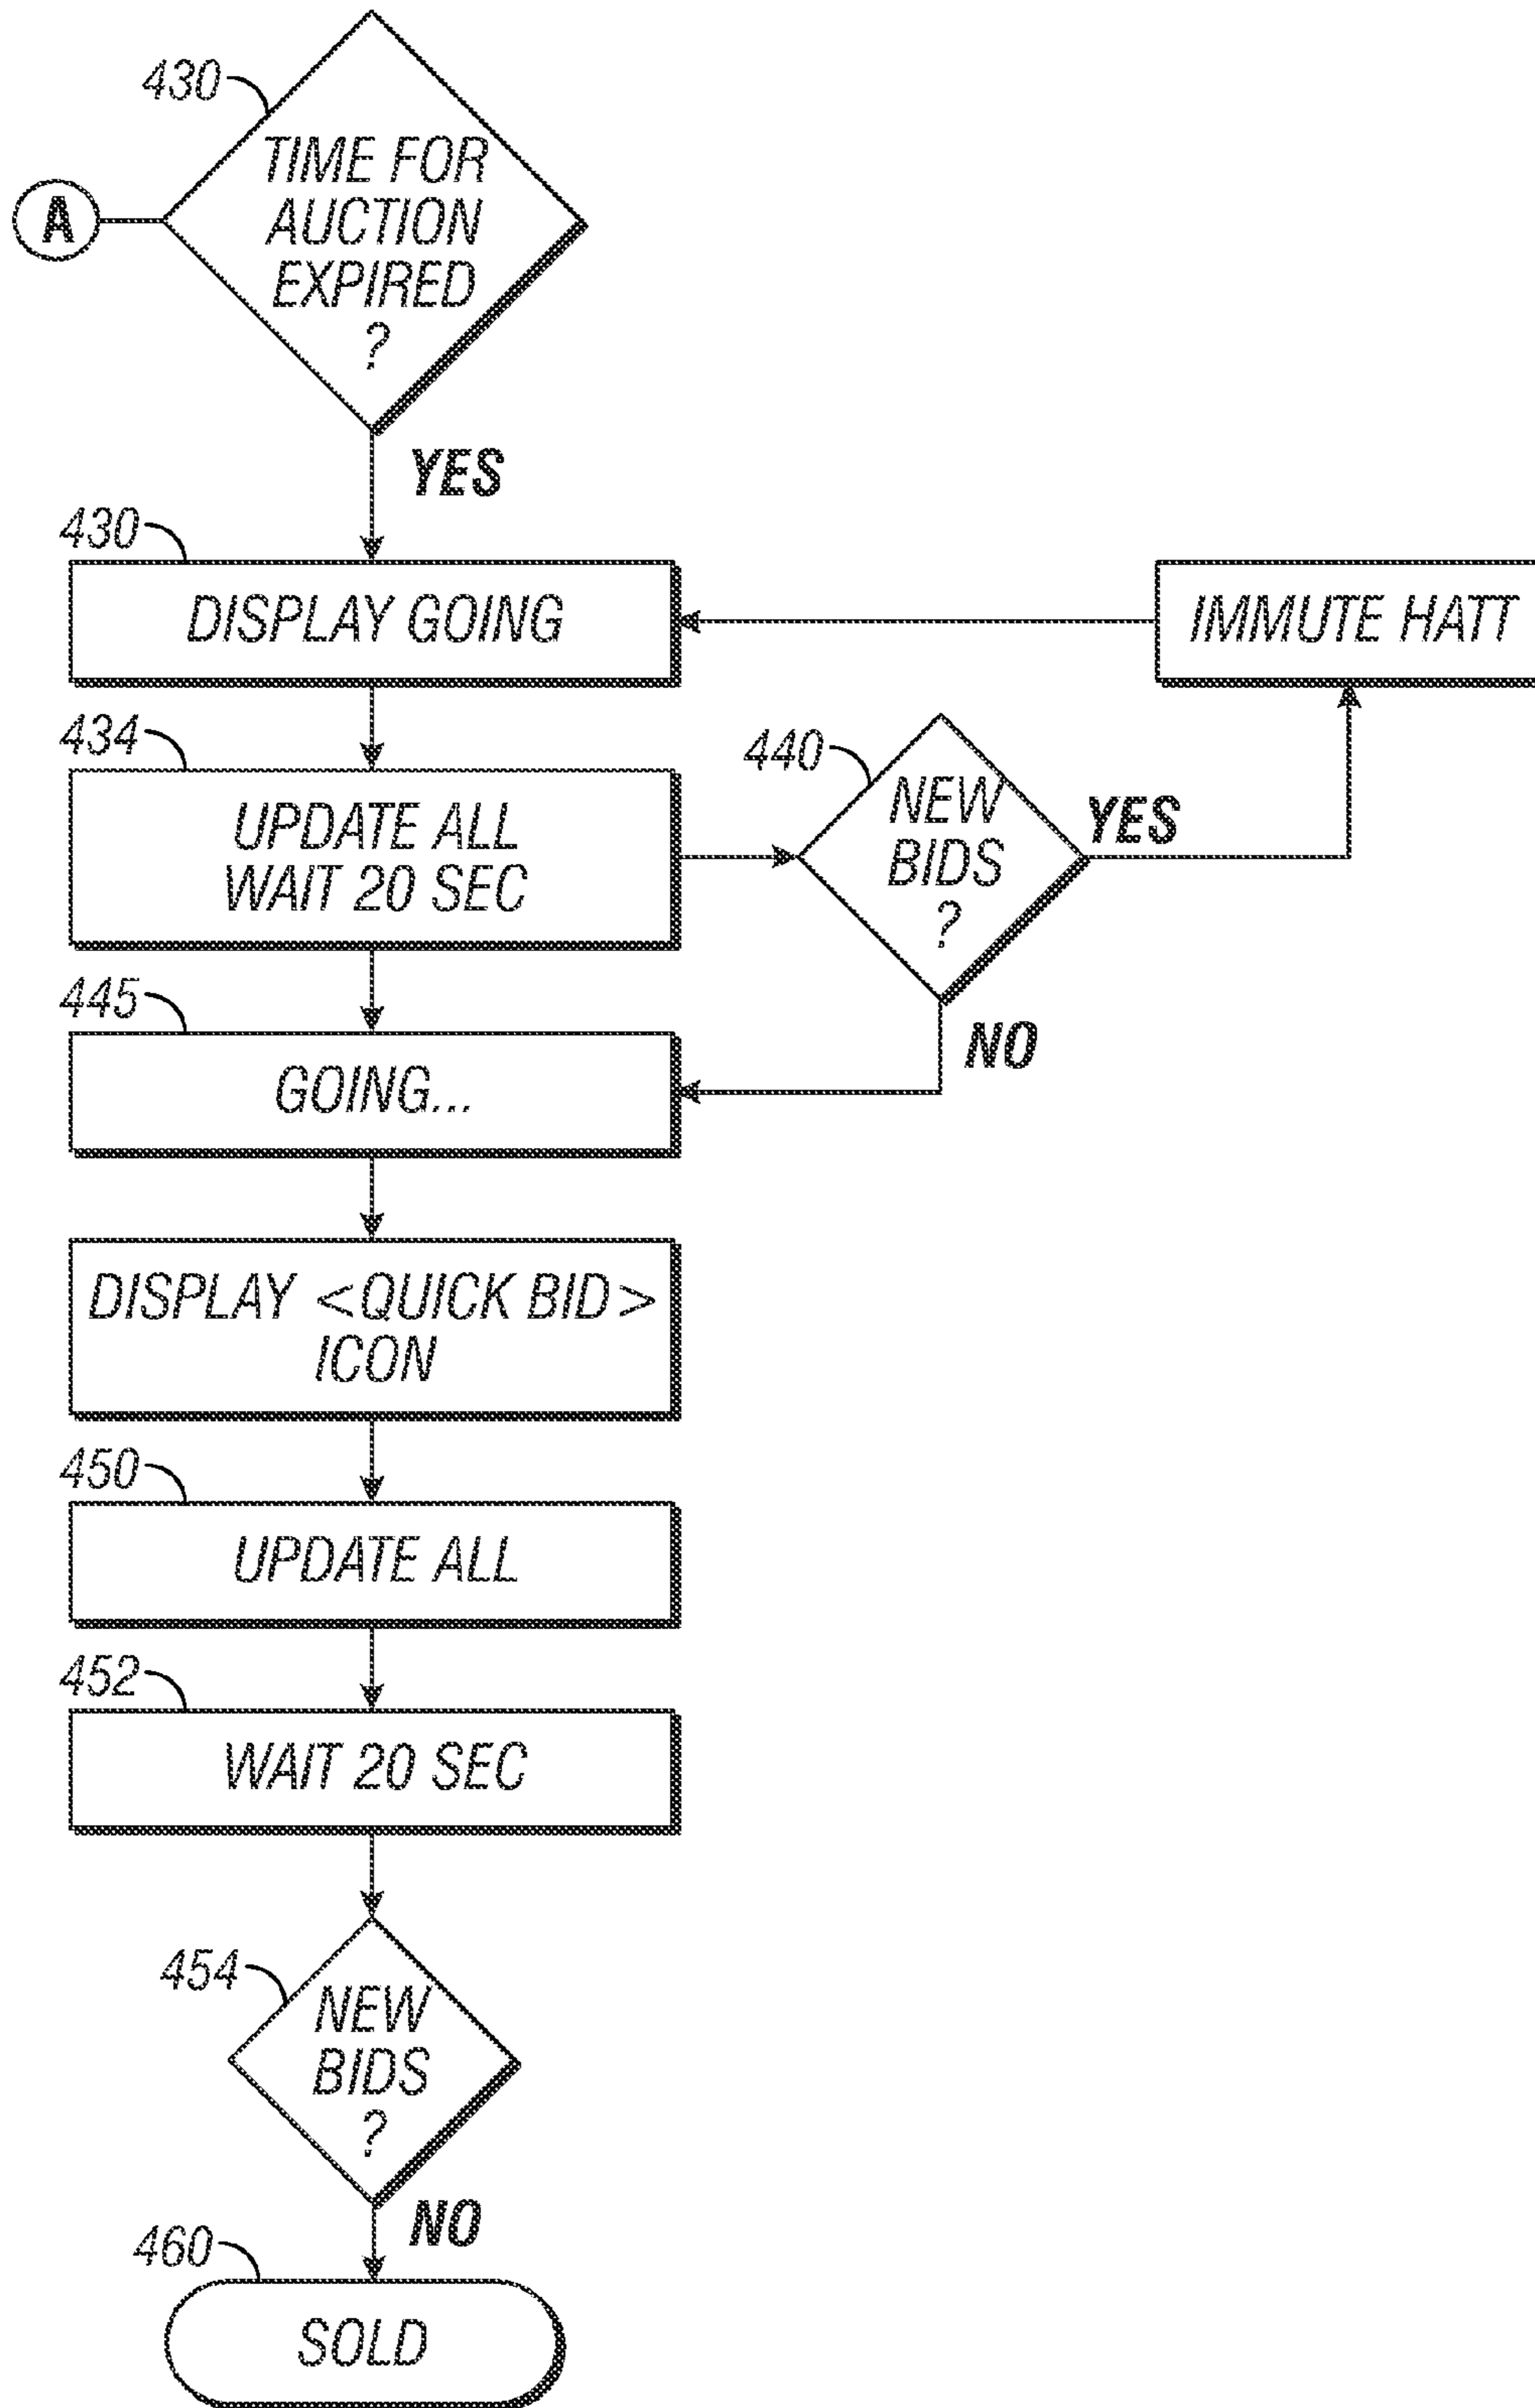 430
TIME FOR
AUCTION
EXPIRED
?
A
YES
430
DISPLAY GOING
IMMUTE HATT
434
UPDATE ALL
WAIT 20 SEC
440
NEW
BIDS
?
YES
NO
445
GOING...
DISPLAY <QUICK BID>
ICON
450
UPDATE ALL
452
WAIT 20 SEC
454
NEW
BIDS
?
NO
460
SOLD